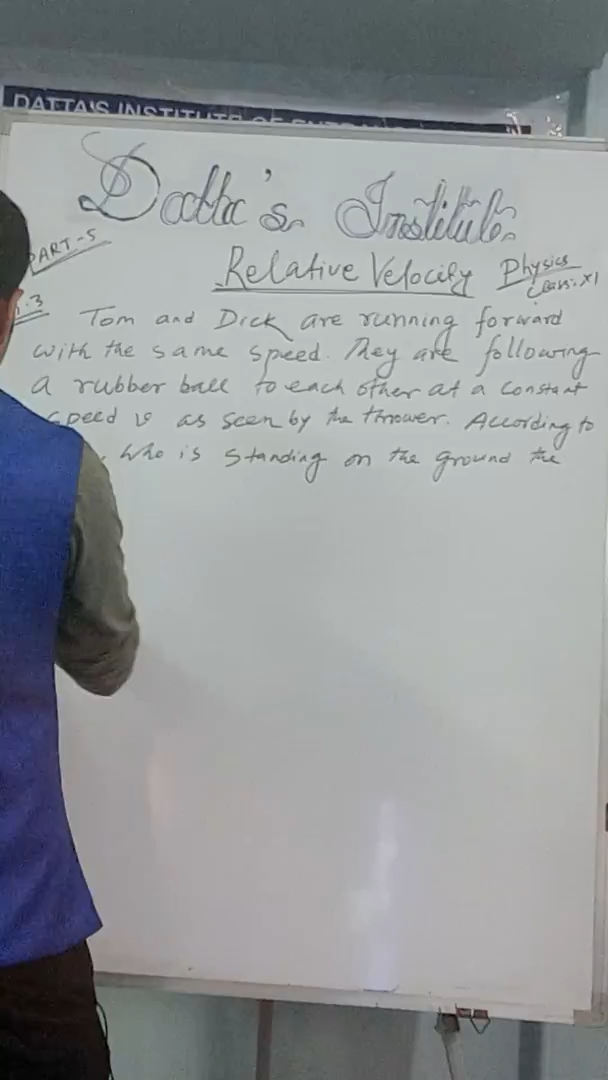 DATTA'S INSTITUTE OF
Datta's Institute
PART-5
Relative Velocity
Physics
Class: XI
.3 Tom and Dick are running forward
with the same speed. They are following
a rubber ball to each other at a constant
speed v as seen by the thrower. According to
, who is standing on the ground the